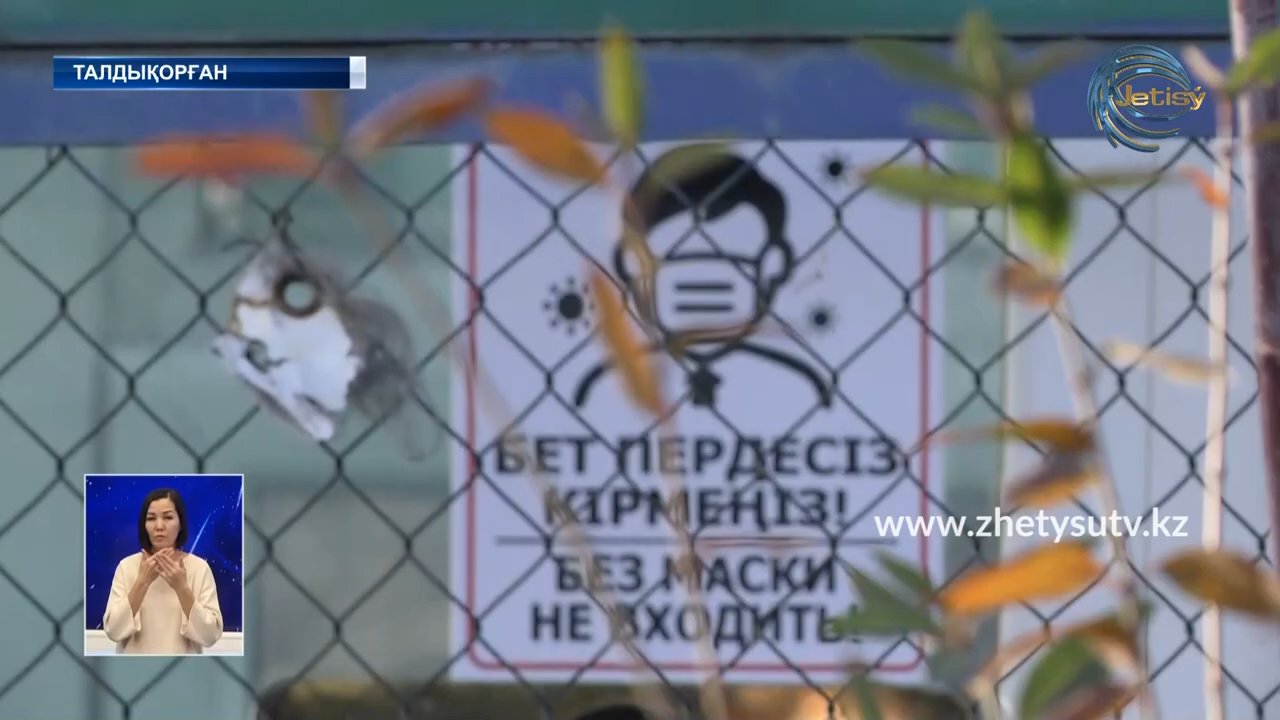 ТАЛДЫҚОРҒАН
Jetisý
БЕТ ПЕРДЕСІЗ
КІРМЕҢІЗ!
www.zhetysutv.kz
БЕЗ МАСКИ
НЕ ВХОДИТЬ!